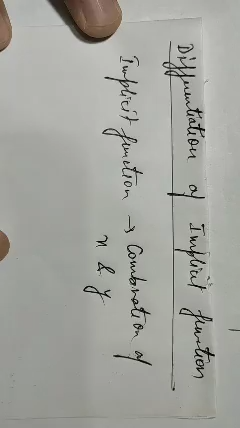 Differentiation of Implicit function
Implicit function → Combination of
x & y